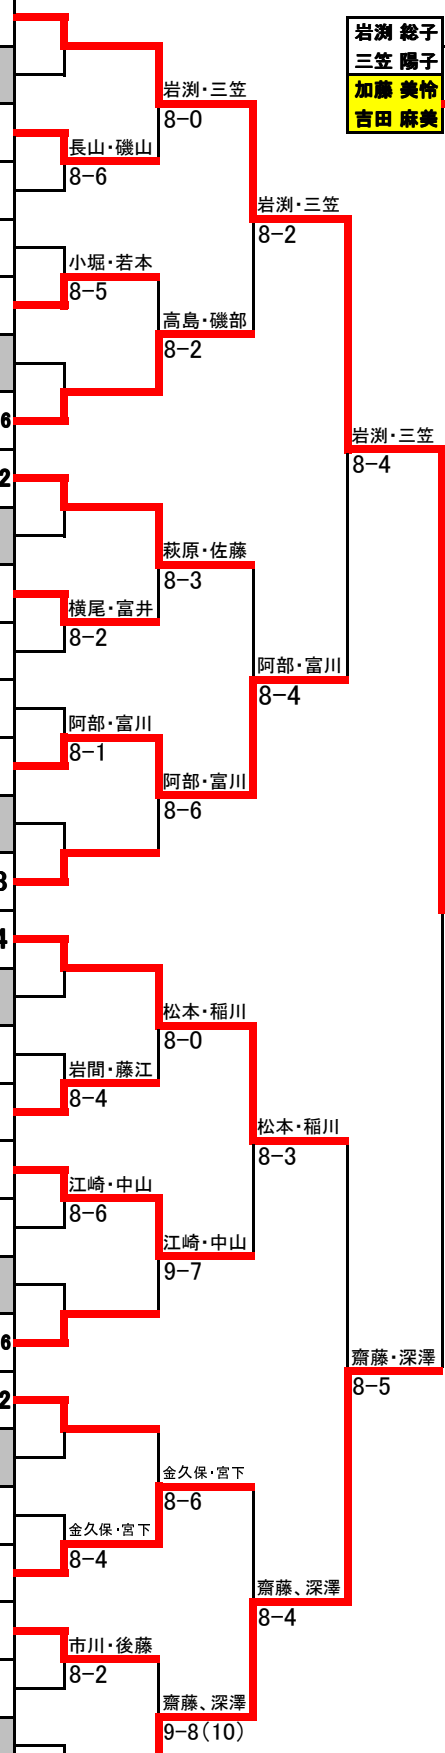 岩渕 総子
三笠 陽子
加藤 美怜
吉田 麻美
岩渕・三笠
8-0
長山・磯山
8-6
岩渕・三笠
8-2
小堀・若本
8-5
高島・磯部
8-2
6
岩渕・三笠
8-4
2
萩原・佐藤
8-3
横尾・富井
8-2
阿部・富川
8-4
阿部・富川
8-1
阿部・富川
8-6
3
4
松本・稲川
8-0
岩間・藤江
8-4
松本・稲川
8-3
江崎・中山
8-6
江崎・中山
9-7
6
齋藤・深澤
8-5
2
金久保・宮下
8-6
金久保・宮下
8-4
齋藤、深澤
8-4
市川・後藤
8-2
齋藤、深澤
9-8(10)